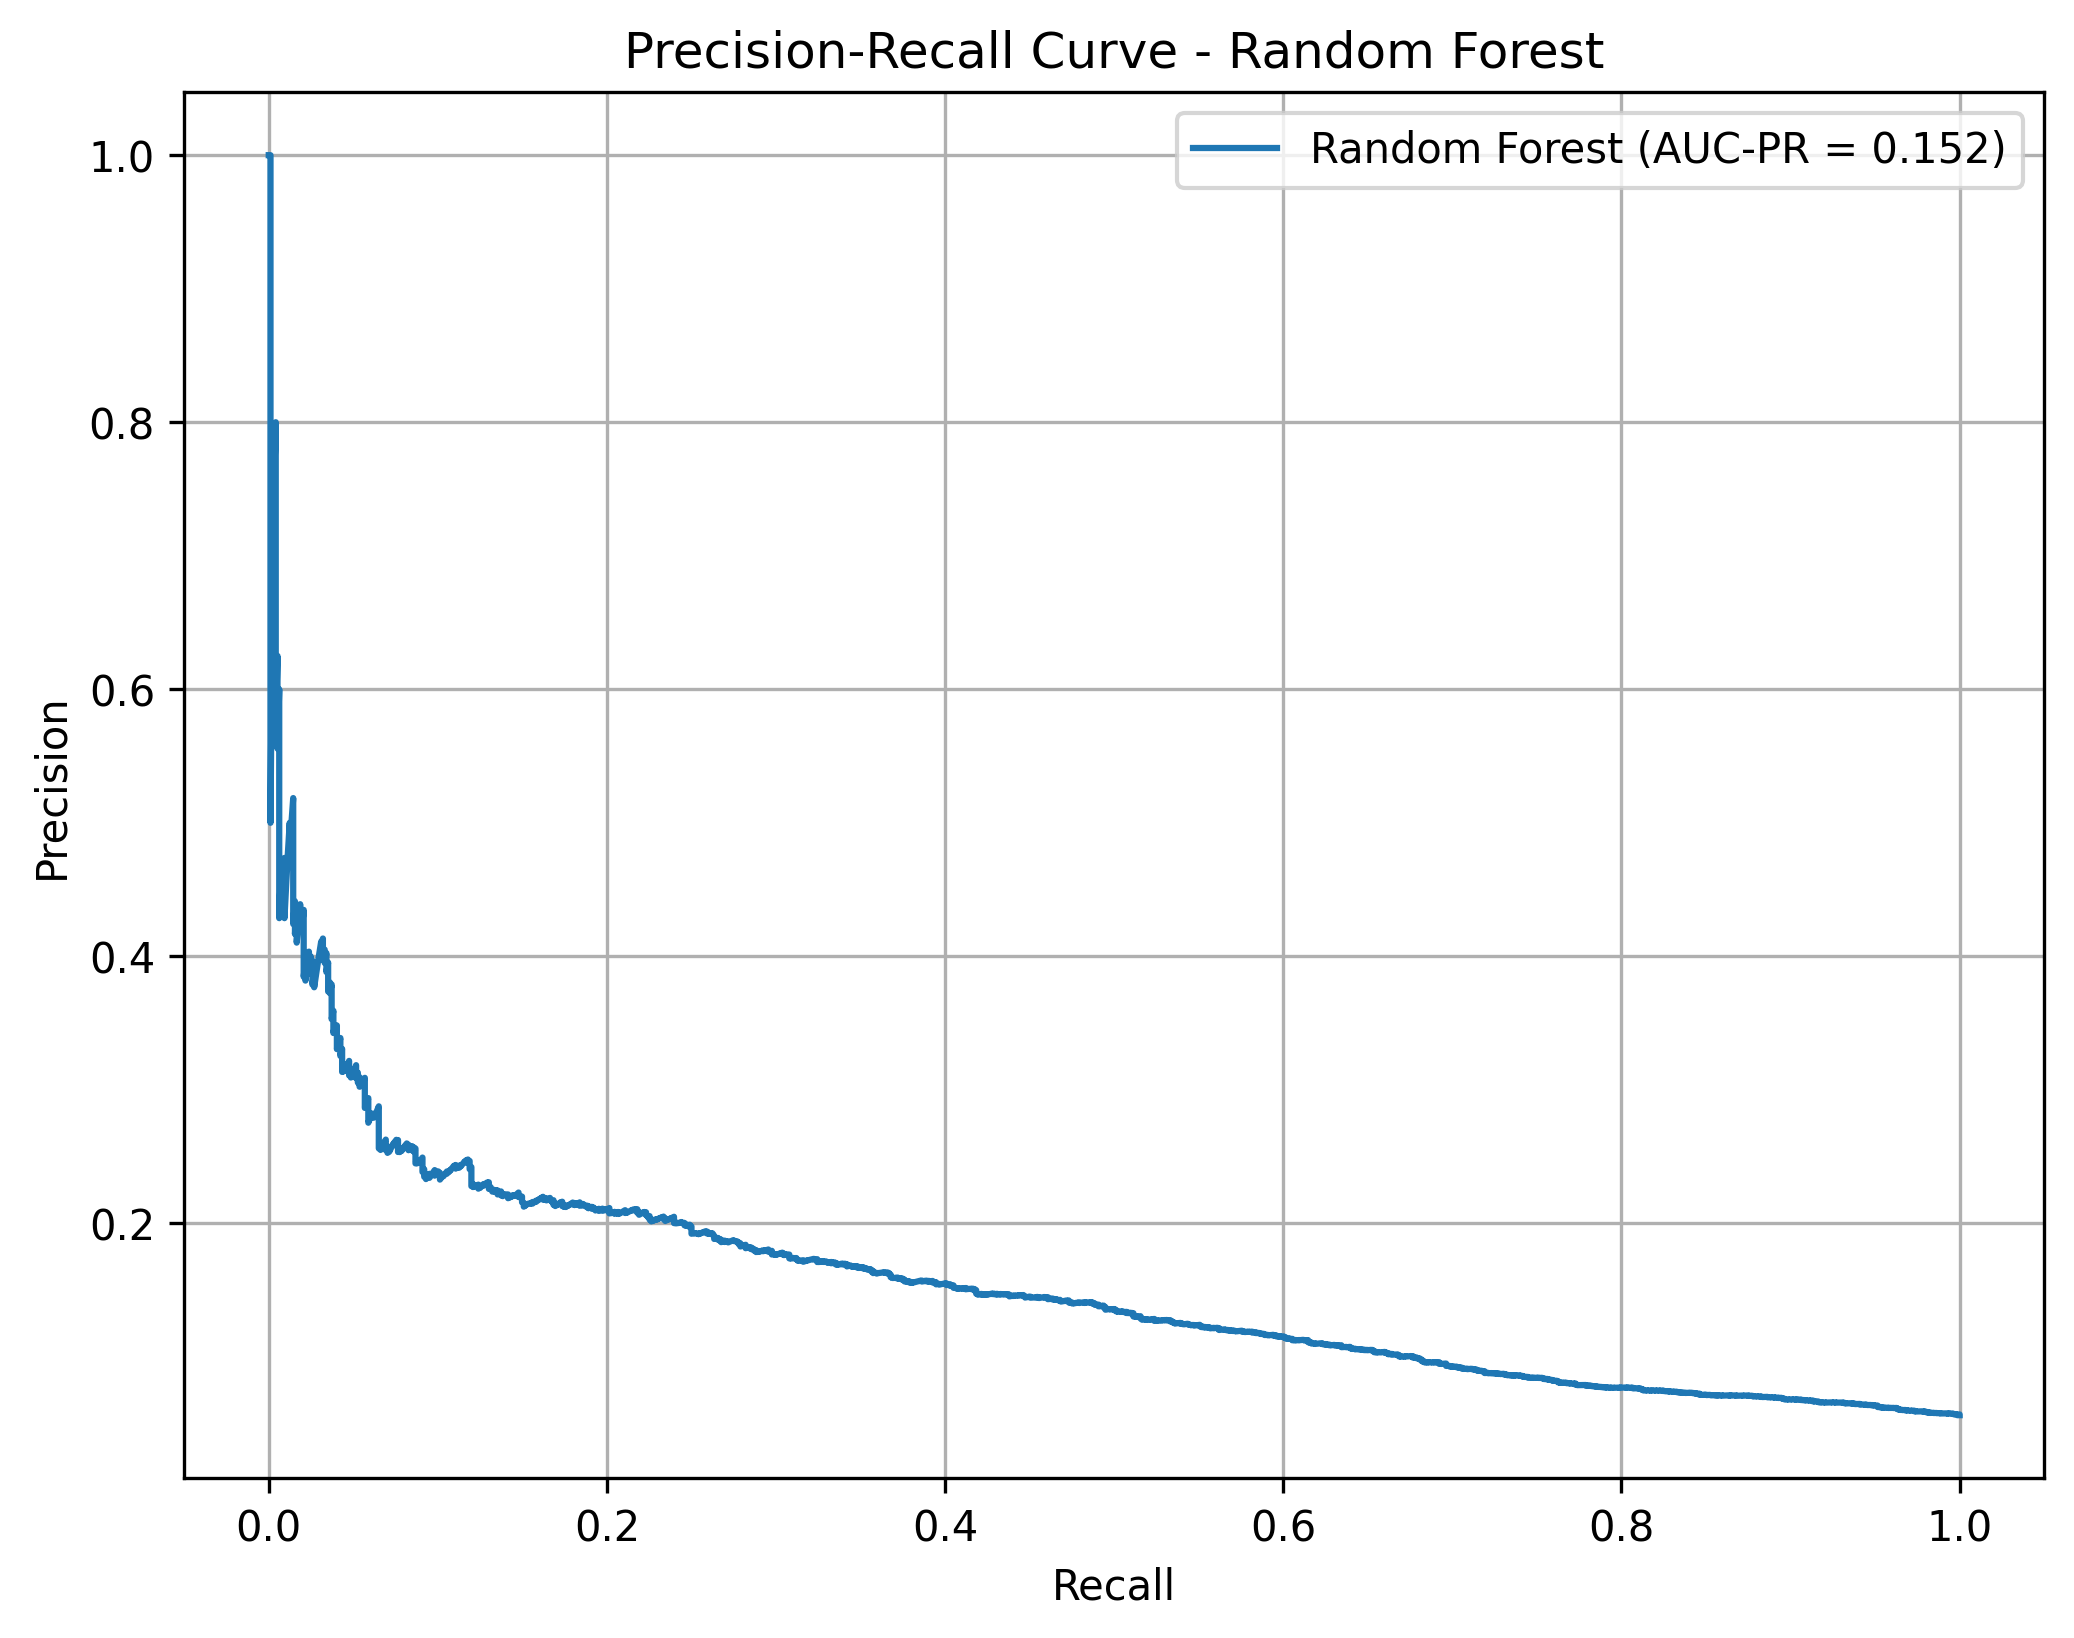 Precision-Recall Curve - Random Forest
Random Forest (AUC-PR = 0.152)
1.0
0.8
0.6
0.4
0.2
Precision
0.0 0.2 0.4 0.6 0.8 1.0
Recall